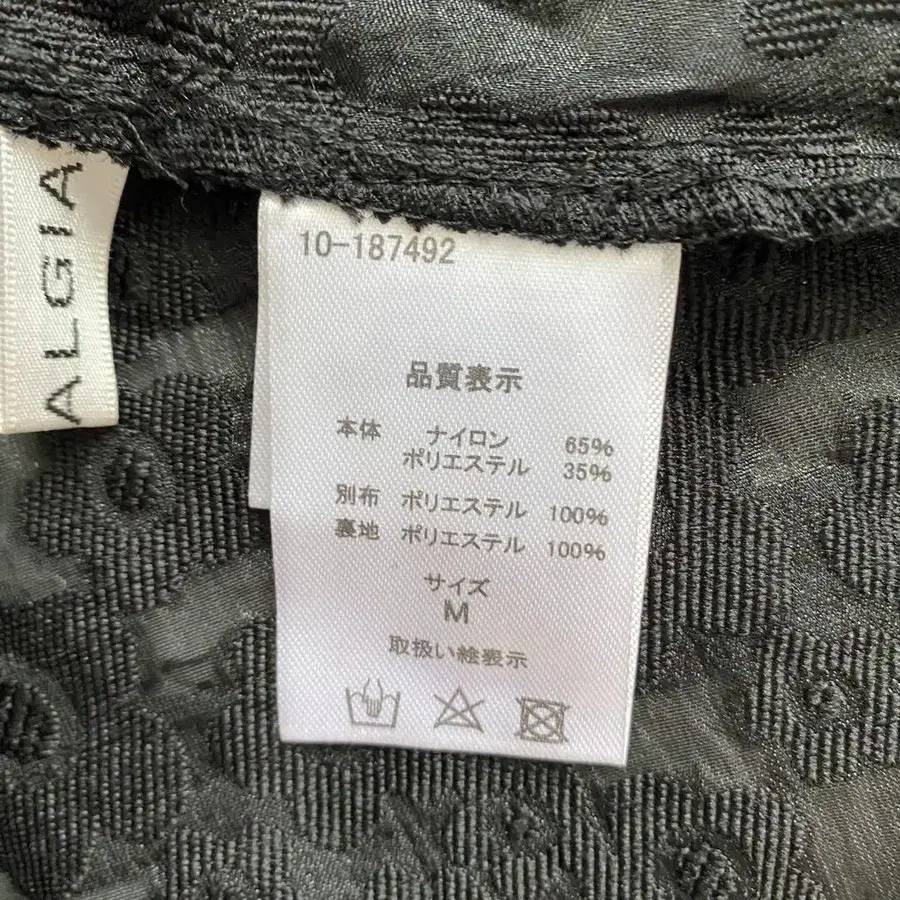 ALGIA
10-187492
品質表示
本体 ナイロン 65%
ポリエステル 35%
別布 ポリエステル 100%
裏地 ポリエステル 100%
サイズ
M
取扱い絵表示